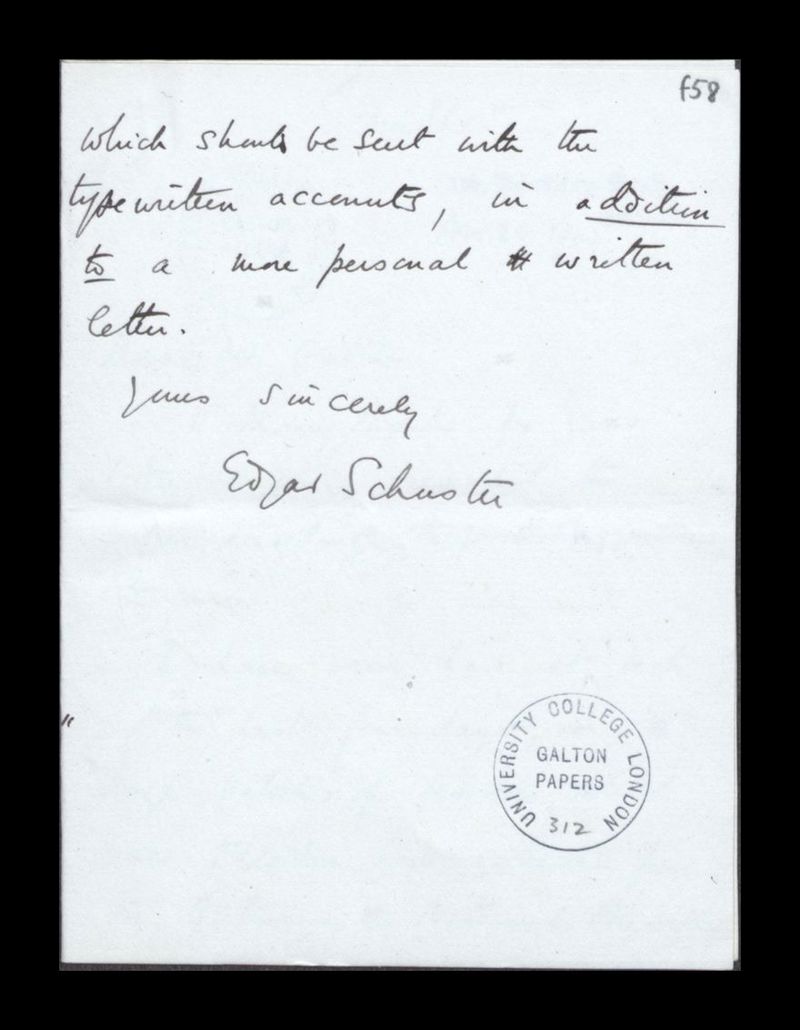 f58
which should be sent with the
typewritten accounts, in addition
to a more personal written
letter.
Yours sincerely
Edgar Schuster
UNIVERSITY COLLEGE LONDON
GALTON
PAPERS
312